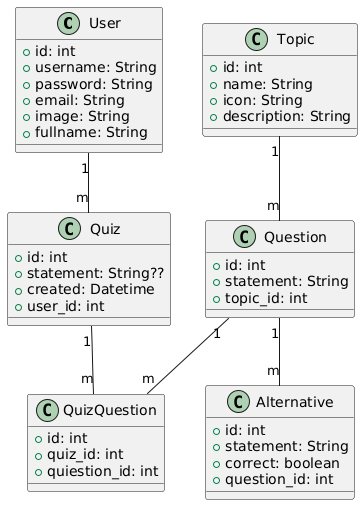 C User
id: int
username: String
password: String
email: String
image: String
fullname: String
C Topic
id: int
name: String
icon: String
description: String
1
m
1
m
C Quiz
id: int
statement: String??
created: Datetime
user_id: int
C Question
id: int
statement: String
topic_id: int
1
m
1
m
1
m
C QuizQuestion
id: int
quiz_id: int
quiestion_id: int
C Alternative
id: int
statement: String
correct: boolean
question_id: int